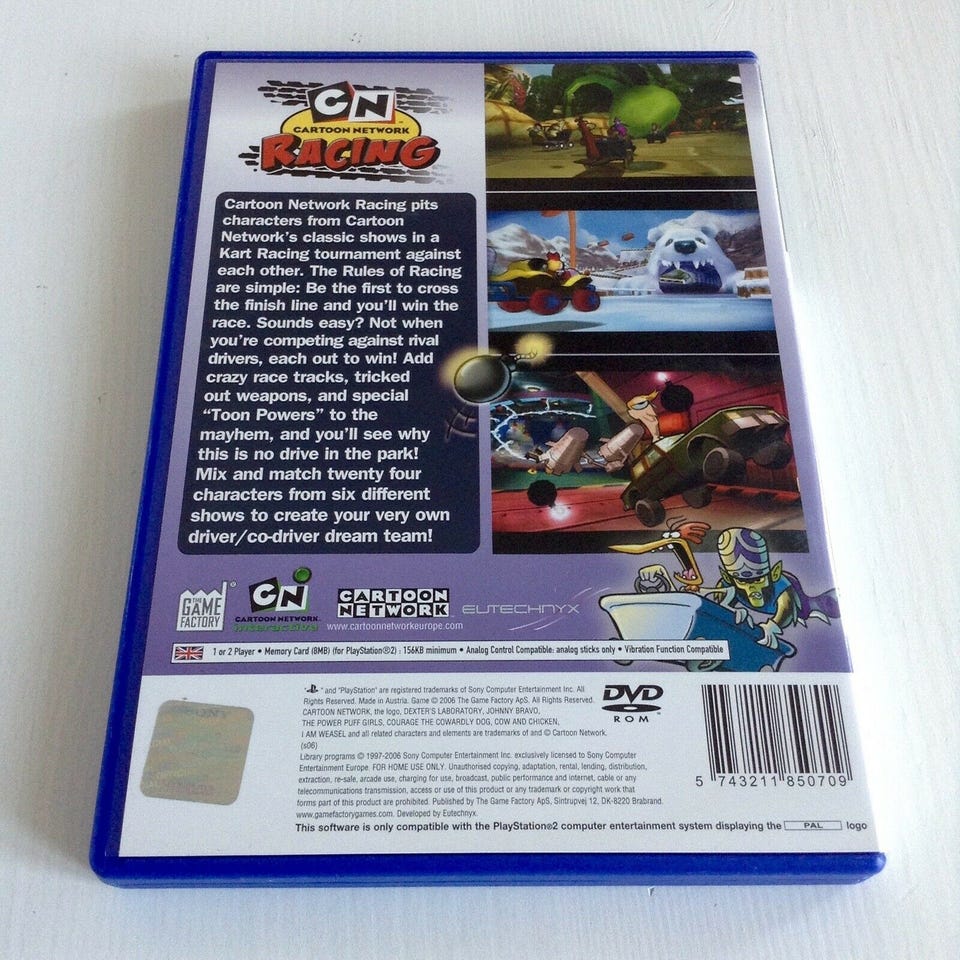 CN
CARTOON NETWORK
RACING
Cartoon Network Racing pits
characters from Cartoon
Network's classic shows in a
Kart Racing tournament against
each other. The Rules of Racing
are simple: Be the first to cross
the finish line and you'll win the
race. Sounds easy? Not when
you're competing against rival
drivers, each out to win! Add
crazy race tracks, tricked
out weapons, and special
“Toon Powers” to the
mayhem, and you'll see why
this is no drive in the park!
Mix and match twenty four
characters from six different
shows to create your very own
driver/co-driver dream team!
THE GAME FACTORY
CN
CARTOON NETWORK
interactive
CARTOON
NETWORK
www.cartoonnetworkeurope.com
EUTECHNYX
1 or 2 Player • Memory Card (8MB) (for PlayStation®2) : 156KB minimum • Analog Control Compatible: analog sticks only • Vibration Function Compatible
" " and "PlayStation" are registered trademarks of Sony Computer Entertainment Inc. All
Rights Reserved. Made in Austria. Game © 2006 The Game Factory ApS. All Rights Reserved.
CARTOON NETWORK, the logo, DEXTER'S LABORATORY, JOHNNY BRAVO,
THE POWER PUFF GIRLS, COURAGE THE COWARDLY DOG, COW AND CHICKEN,
I AM WEASEL and all related characters and elements are trademarks of and © Cartoon Network.
(s06)
Library programs © 1997-2006 Sony Computer Entertainment Inc. exclusively licensed to Sony Computer
Entertainment Europe. FOR HOME USE ONLY. Unauthorised copying, adaptation, rental, lending, distribution,
extraction, re-sale, arcade use, charging for use, broadcast, public performance and internet, cable or any
telecommunications transmission, access or use of this product or any trademark or copyright work that
forms part of this product are prohibited. Published by The Game Factory ApS, Sintrupvej 12, DK-8220 Brabrand.
www.gamefactorygames.com. Developed by Eutechnyx.
This software is only compatible with the PlayStation®2 computer entertainment system displaying the PAL logo
DVD
ROM
5 743211 850709
SONY